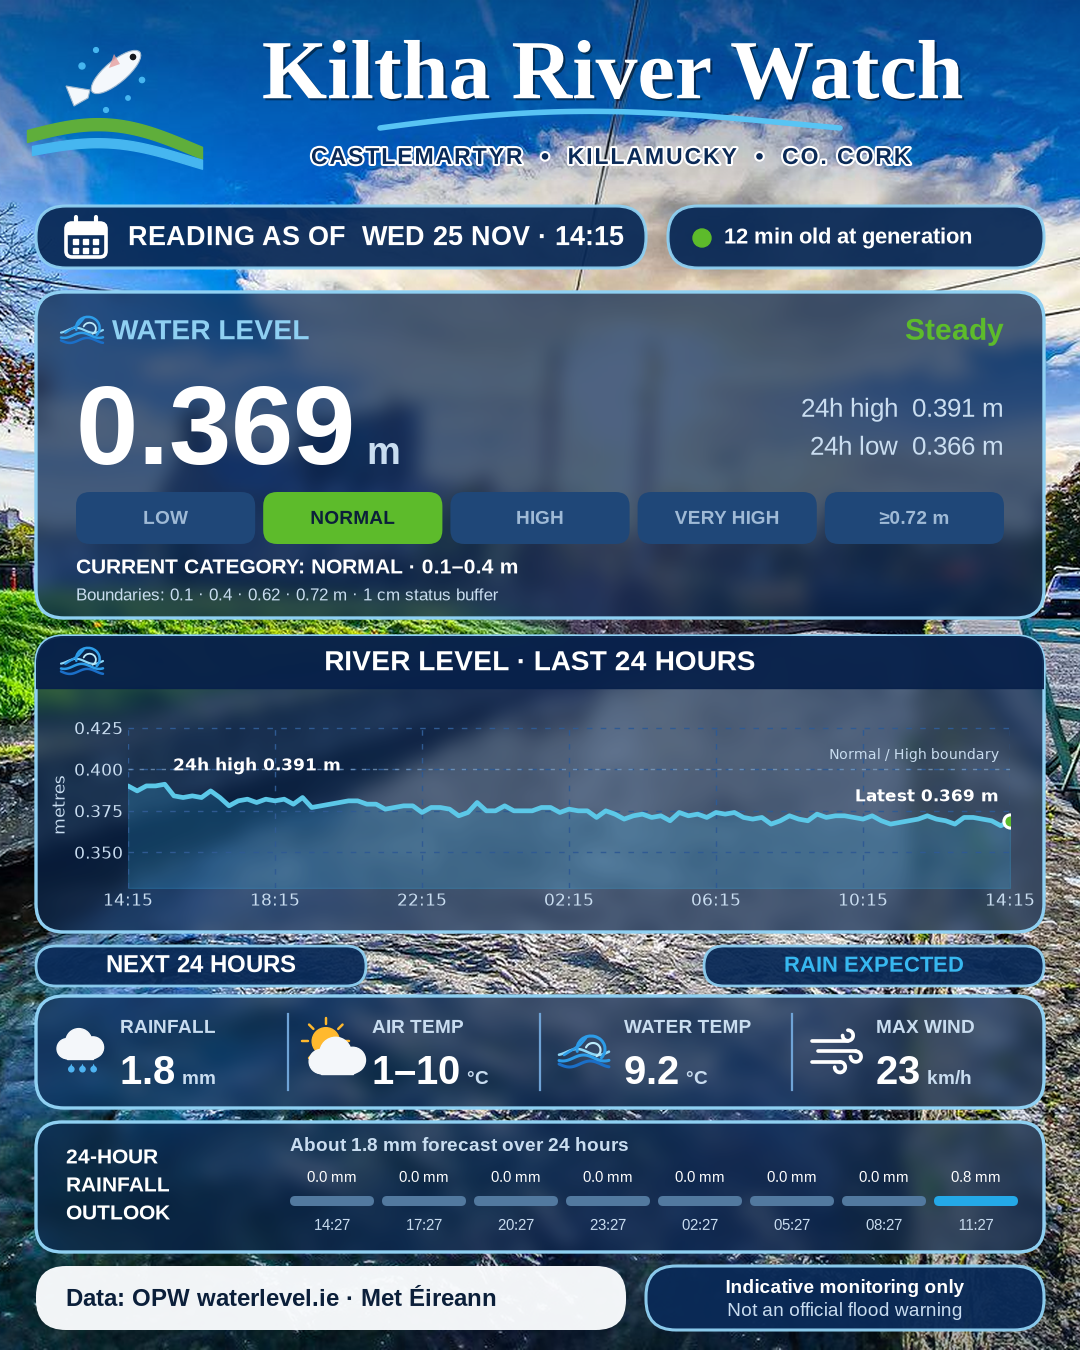 Kiltha River Watch
CASTLEMARTYR • KILLAMUCKY • CO. CORK
READING AS OF WED 25 NOV · 14:15
12 min old at generation
WATER LEVEL
Steady
0.369 m
24h high 0.391 m
24h low 0.366 m
LOW NORMAL HIGH VERY HIGH ≥0.72 m
CURRENT CATEGORY: NORMAL · 0.1–0.4 m
Boundaries: 0.1 · 0.4 · 0.62 · 0.72 m · 1 cm status buffer
RIVER LEVEL · LAST 24 HOURS
metres
0.425
0.400
0.375
0.350
24h high 0.391 m
Normal / High boundary
Latest 0.369 m
14:15 18:15 22:15 02:15 06:15 10:15 14:15
NEXT 24 HOURS
RAIN EXPECTED
RAINFALL
1.8 mm
AIR TEMP
1–10 °C
WATER TEMP
9.2 °C
MAX WIND
23 km/h
24-HOUR
RAINFALL
OUTLOOK
About 1.8 mm forecast over 24 hours
0.0 mm 0.0 mm 0.0 mm 0.0 mm 0.0 mm 0.0 mm 0.0 mm 0.8 mm
14:27 17:27 20:27 23:27 02:27 05:27 08:27 11:27
Data: OPW waterlevel.ie · Met Éireann
Indicative monitoring only
Not an official flood warning